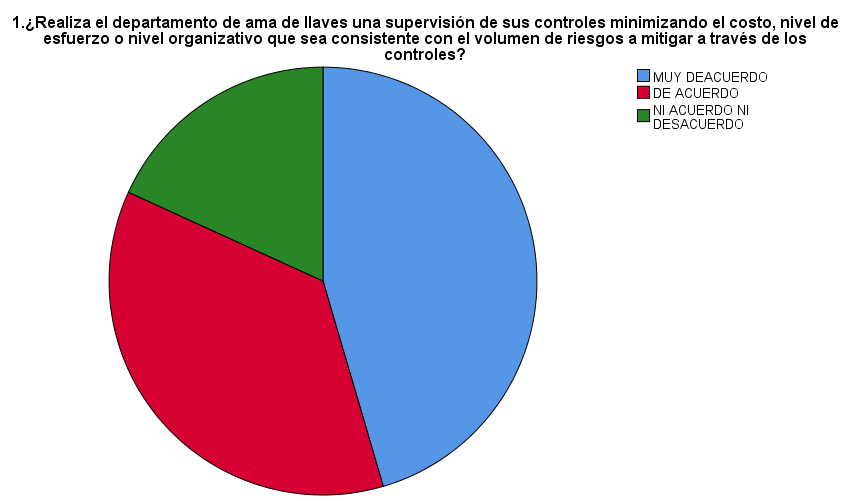 1.¿Realiza el departamento de ama de llaves una supervisión de sus controles minimizando el costo, nivel de
esfuerzo o nivel organizativo que sea consistente con el volumen de riesgos a mitigar a través de los
controles?
MUY DEACUERDO
DE ACUERDO
NI ACUERDO NI
DESACUERDO